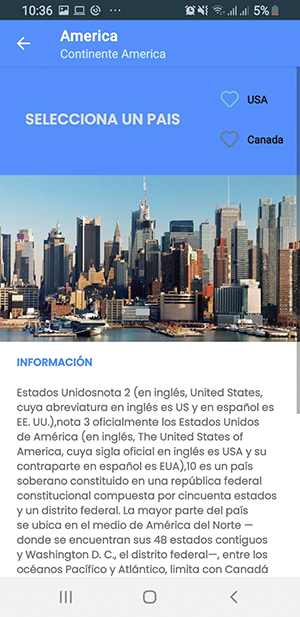 10:36
5%
America
Continente America
SELECCIONA UN PAIS
USA
Canada
INFORMACIÓN
Estados Unidosnota 2 (en inglés, United States,
cuya abreviatura en inglés es US y en español es
EE. UU.),nota 3 oficialmente los Estados Unidos
de América (en inglés, The United States of
America, cuya sigla oficial en inglés es USA y su
contraparte en español es EUA),10 es un país
soberano constituido en una república federal
constitucional compuesta por cincuenta estados
y un distrito federal. La mayor parte del país
se ubica en el medio de América del Norte —
donde se encuentran sus 48 estados contiguos
y Washington D. C., el distrito federal—, entre los
océanos Pacífico y Atlántico, limita con Canadá